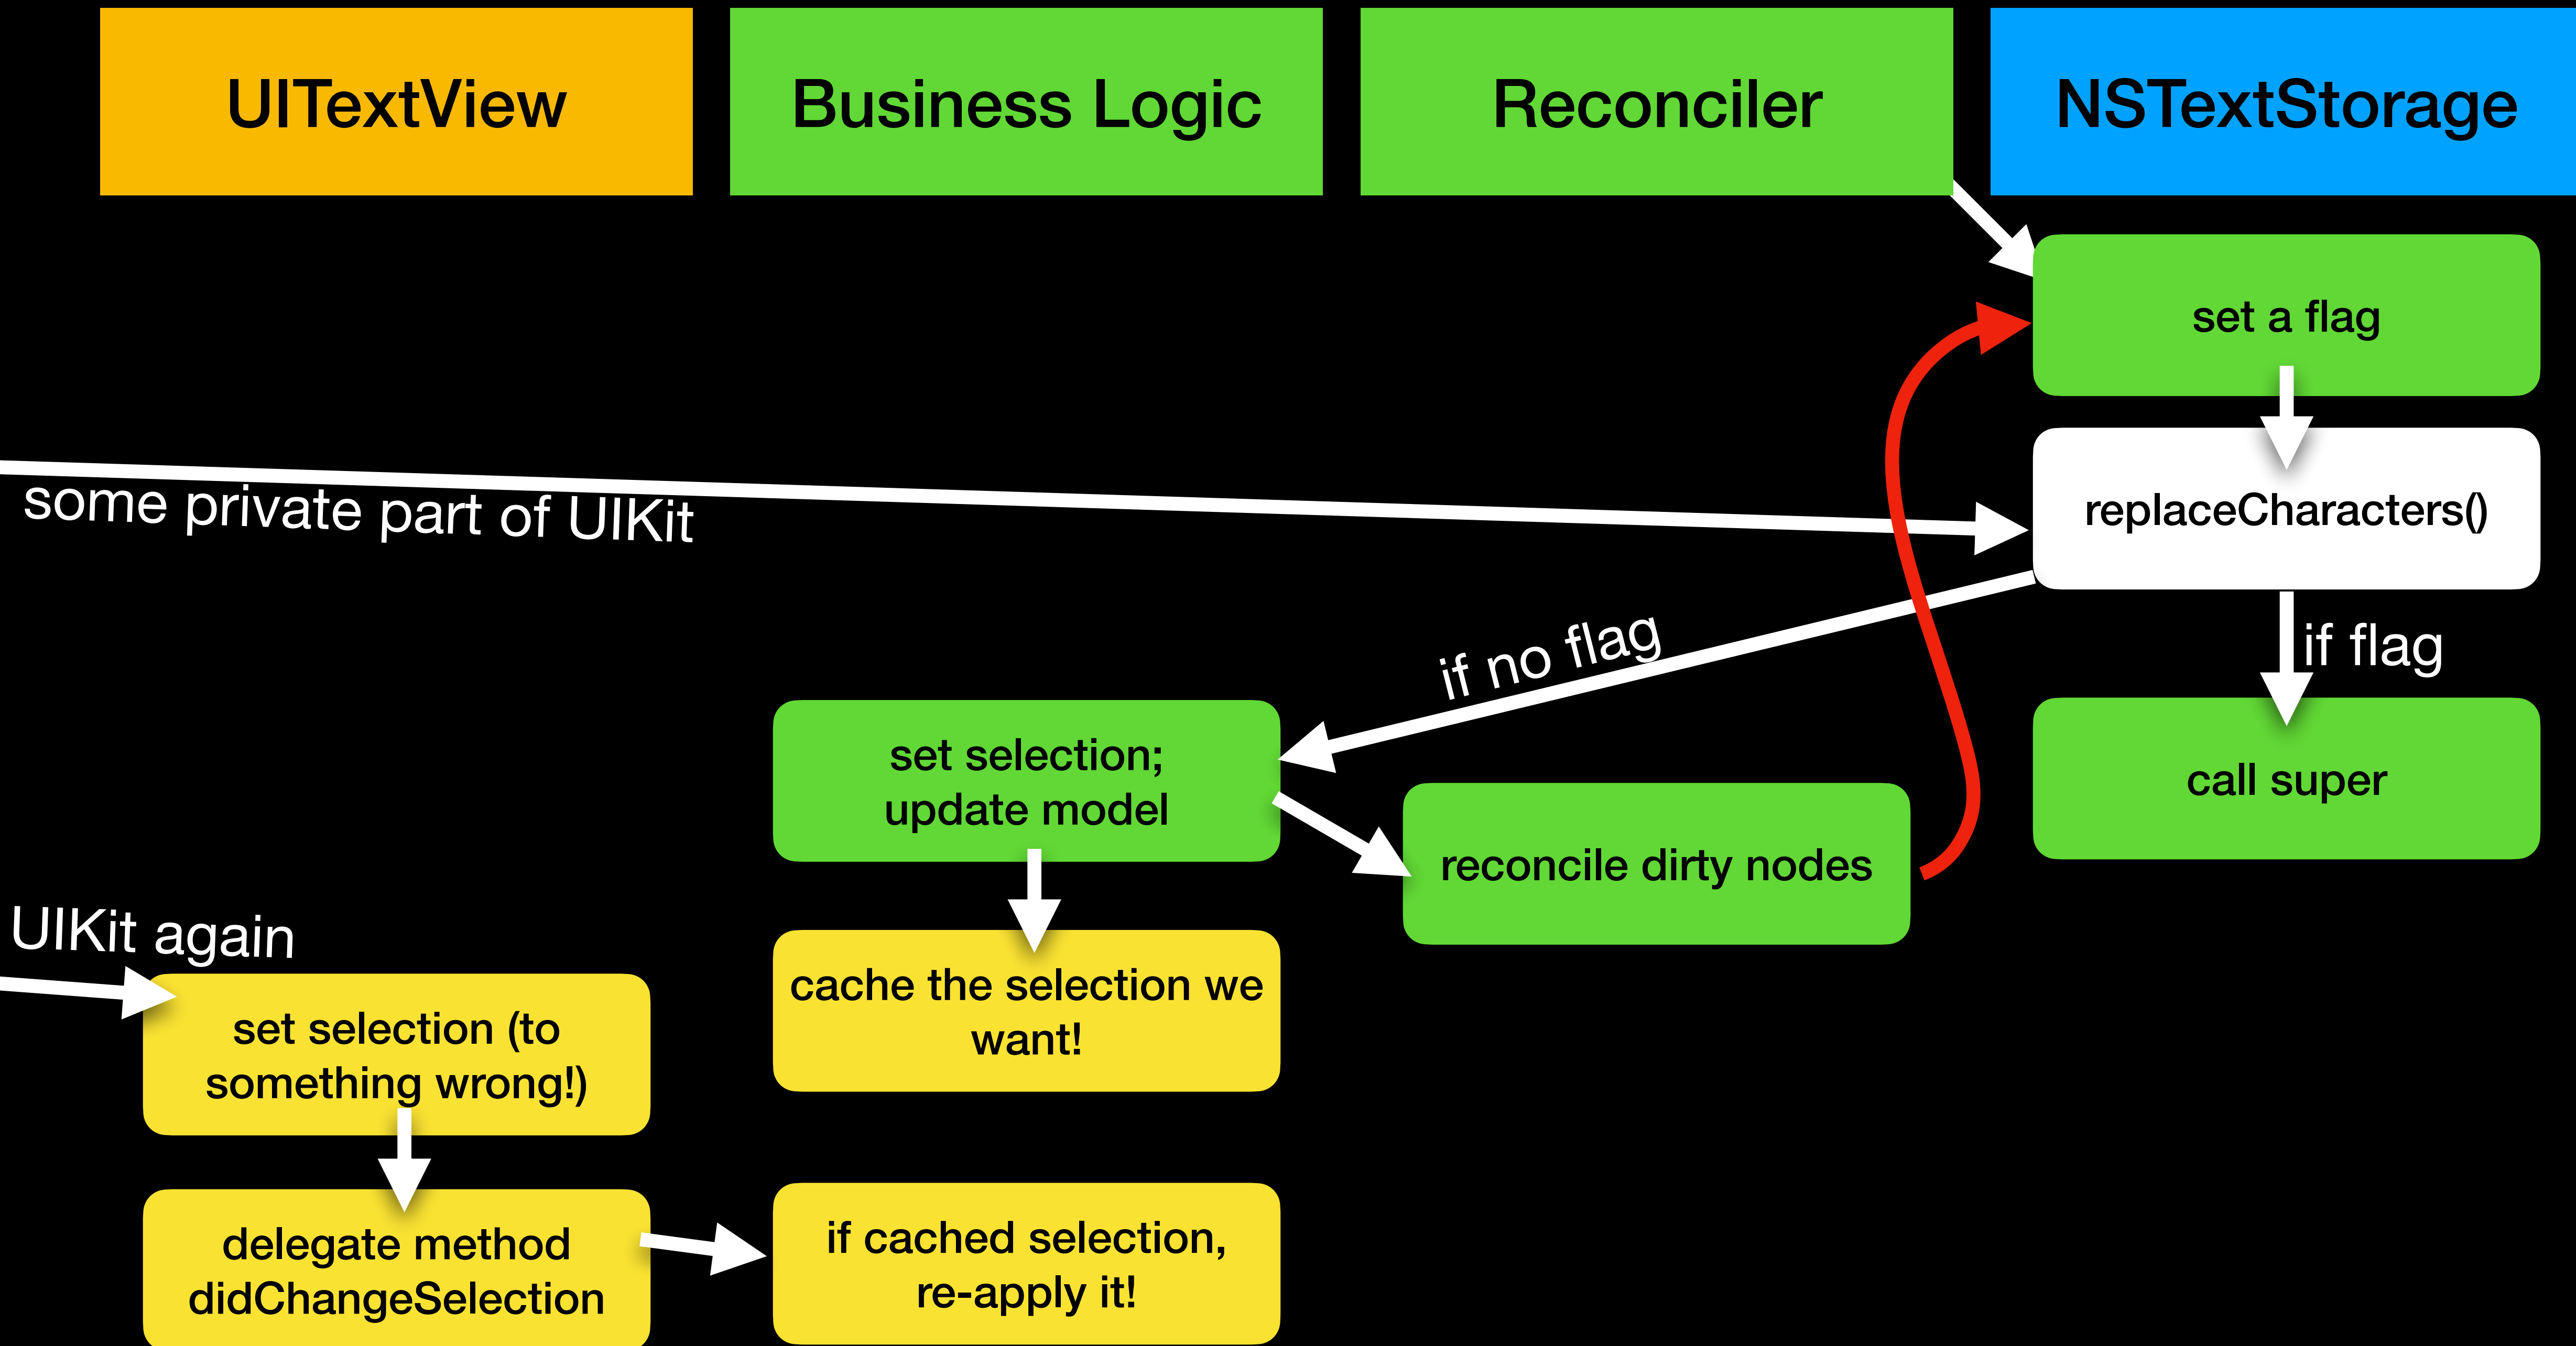 UITextView
Business Logic
Reconciler
NSTextStorage
set a flag
some private part of UIKit
replaceCharacters()
if no flag
if flag
set selection;
update model
call super
reconcile dirty nodes
UIKit again
cache the selection we
want!
set selection (to
something wrong!)
delegate method
didChangeSelection
if cached selection,
re-apply it!